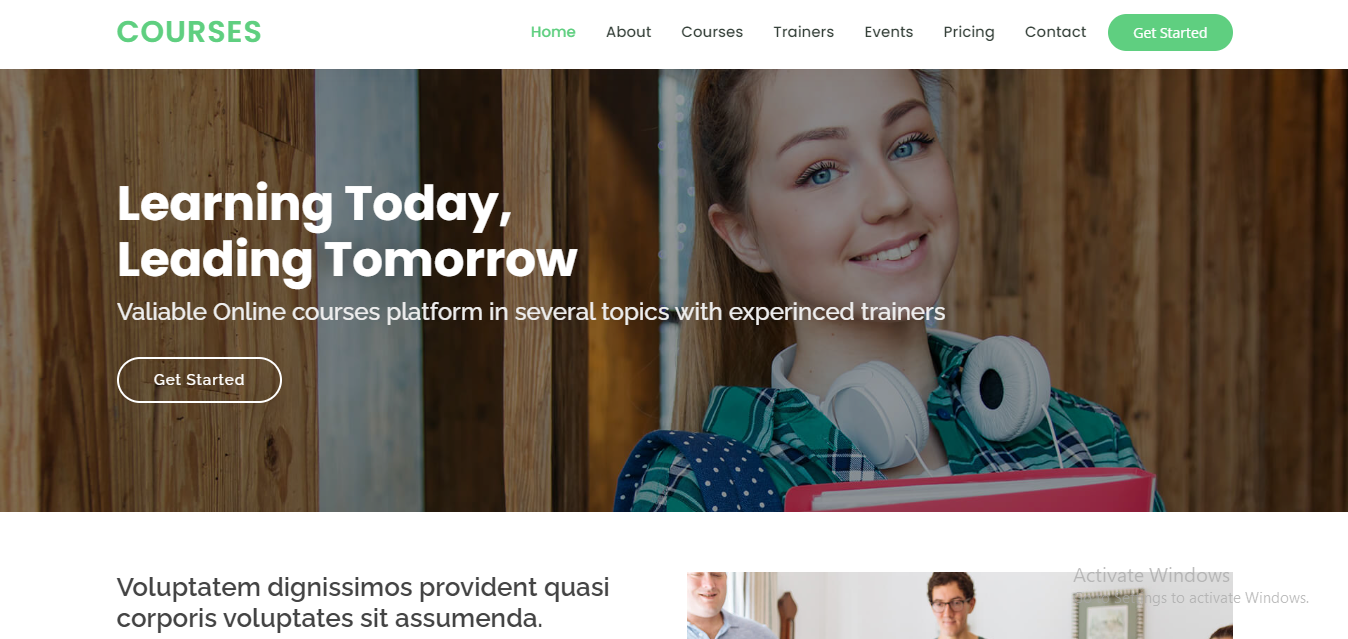 COURSES
Home About Courses Trainers Events Pricing Contact Get Started
Learning Today,
Leading Tomorrow
Valiable Online courses platform in several topics with experinced trainers
Get Started
Voluptatem dignissimos provident quasi
corporis voluptates sit assumenda.
Activate Windows
to activate Windows.